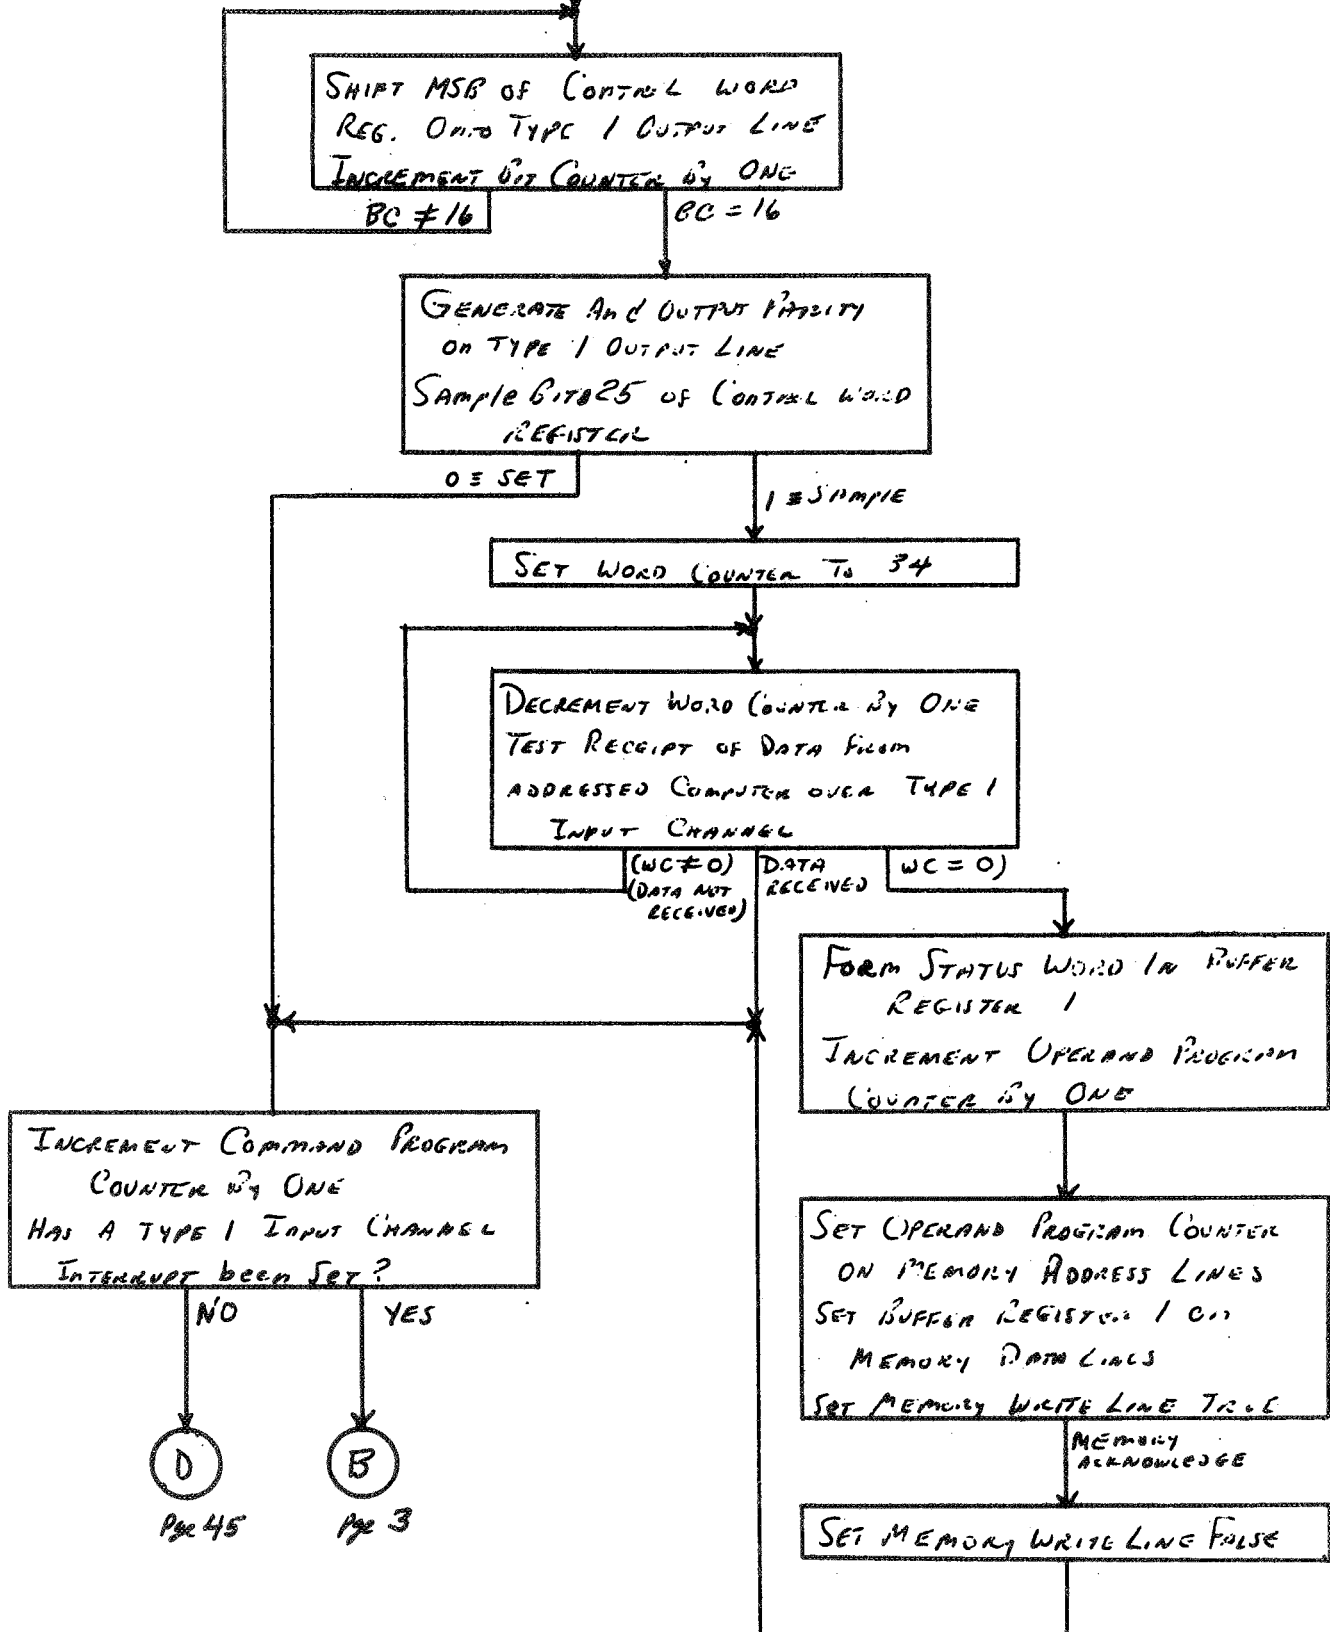 SHIFT MSB OF CONTROL WORD
REG. Onto TYPE 1 OUTPUT LINE
INCREMENT BIT COUNTER By ONE
BC ≠ 16
BC = 16
GENERATE And OUTPUT PARITY
on TYPE 1 OUTPUT LINE
SAmple OF CONTROL WORD
REGISTER
0 ≡ SET
1 ≡ SAmplE
SET WORD COUNTER To 34
DECREMENT WORD COUNTER By ONE
TEST RECEIPT OF DATA From
ADDRESSED COMPUTER OVER TYPE 1
INPUT CHANNEL
(WC ≠ 0)
(DATA NOT
RECEIVED)
DATA
RECEIVED
WC = 0)
FORM STATUS WORD IN BUFFER
REGISTER 1
INCREMENT OPERAND PROGRAM
COUNTER By ONE
INCREMENT COMMAND PROGRAM
COUNTER By ONE
HAS A TYPE 1 INPUT CHANNEL
INTERRUPT been SET?
NO
YES
D
B
Pge 45
Pge 3
SET OPERAND PROGRAM COUNTER
ON MEMORY ADDRESS LINES
SET BUFFER REGISTER 1 on
MEMORY DATA LINES
SET MEMORY WRITE LINE TRUE
MEMORY
ACKNOWLEDGE
SET MEMORY WRITE LINE FALSE